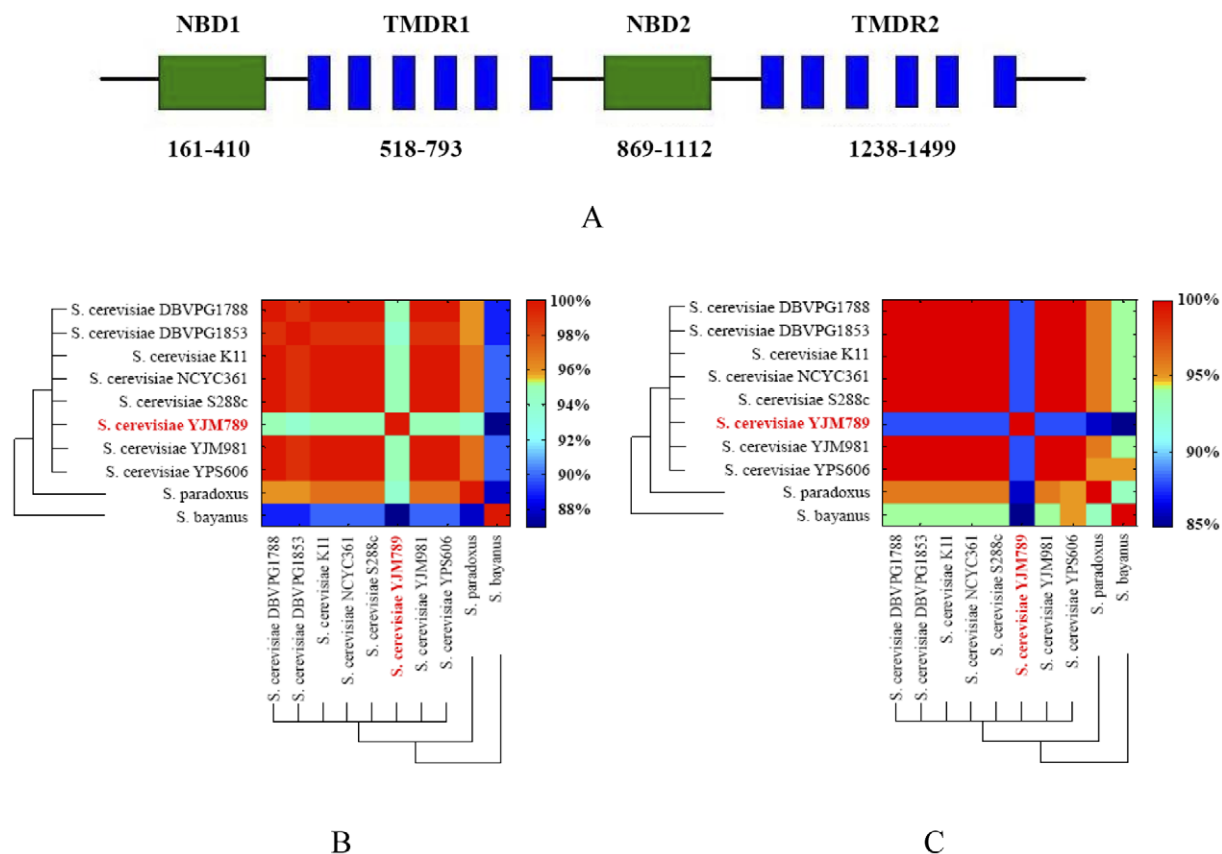 NBD1 TMDR1 NBD2 TMDR2
161-410 518-793 869-1112 1238-1499
A
S. cerevisiae DBVPG1788
S. cerevisiae DBVPG1853
S. cerevisiae K11
S. cerevisiae NCYC361
S. cerevisiae S288c
S. cerevisiae YJM789
S. cerevisiae YJM981
S. cerevisiae YPS606
S. paradoxus
S. bayanus
100%
98%
96%
94%
92%
90%
88%
S. cerevisiae DBVPG1788
S. cerevisiae DBVPG1853
S. cerevisiae K11
S. cerevisiae NCYC361
S. cerevisiae S288c
S. cerevisiae YJM789
S. cerevisiae YJM981
S. cerevisiae YPS606
S. paradoxus
S. bayanus
B
S. cerevisiae DBVPG1788
S. cerevisiae DBVPG1853
S. cerevisiae K11
S. cerevisiae NCYC361
S. cerevisiae S288c
S. cerevisiae YJM789
S. cerevisiae YJM981
S. cerevisiae YPS606
S. paradoxus
S. bayanus
100%
95%
90%
85%
S. cerevisiae DBVPG1788
S. cerevisiae DBVPG1853
S. cerevisiae K11
S. cerevisiae NCYC361
S. cerevisiae S288c
S. cerevisiae YJM789
S. cerevisiae YJM981
S. cerevisiae YPS606
S. paradoxus
S. bayanus
C